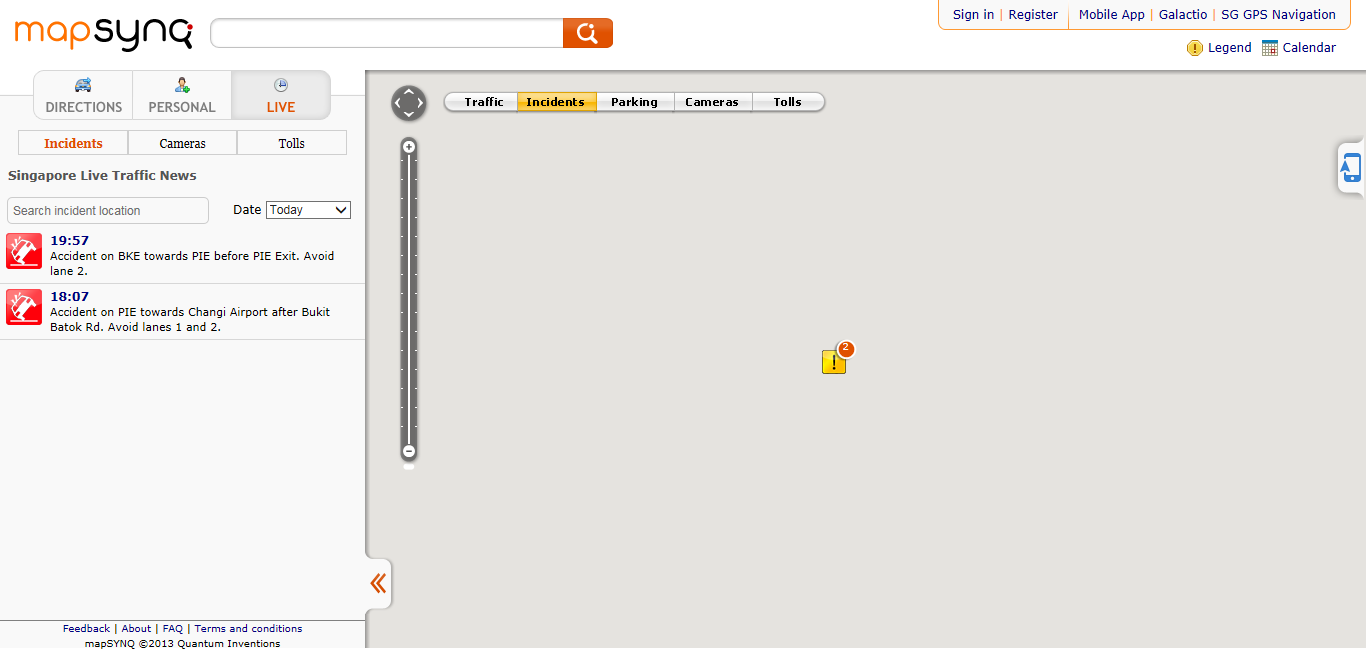 mapsynq
Sign in | Register
Mobile App | Galactio | SG GPS Navigation
Legend
Calendar
DIRECTIONS
PERSONAL
LIVE
Incidents
Cameras
Tolls
Singapore Live Traffic News
Search incident location
Date
Today
19:57
Accident on BKE towards PIE before PIE Exit. Avoid
lane 2.
18:07
Accident on PIE towards Changi Airport after Bukit
Batok Rd. Avoid lanes 1 and 2.
Traffic
Incidents
Parking
Cameras
Tolls
!
2
Feedback | About | FAQ | Terms and conditions
mapSYNQ ©2013 Quantum Inventions